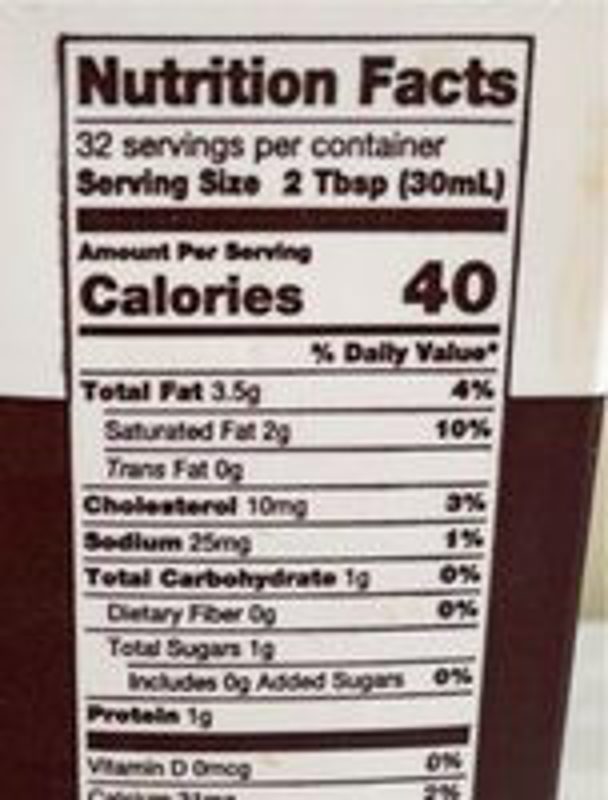 Nutrition Facts
32 servings per container
Serving Size 2 Tbsp (30mL)
Amount Per Serving
Calories 40
% Daily Value*
Total Fat 3.5g 4%
Saturated Fat 2g 10%
Trans Fat 0g
Cholesterol 10mg 3%
Sodium 25mg 1%
Total Carbohydrate 1g 0%
Dietary Fiber 0g 0%
Total Sugars 1g
Includes 0g Added Sugars 0%
Protein 1g
Vitamin D 0mcg 0%
Calcium 2%